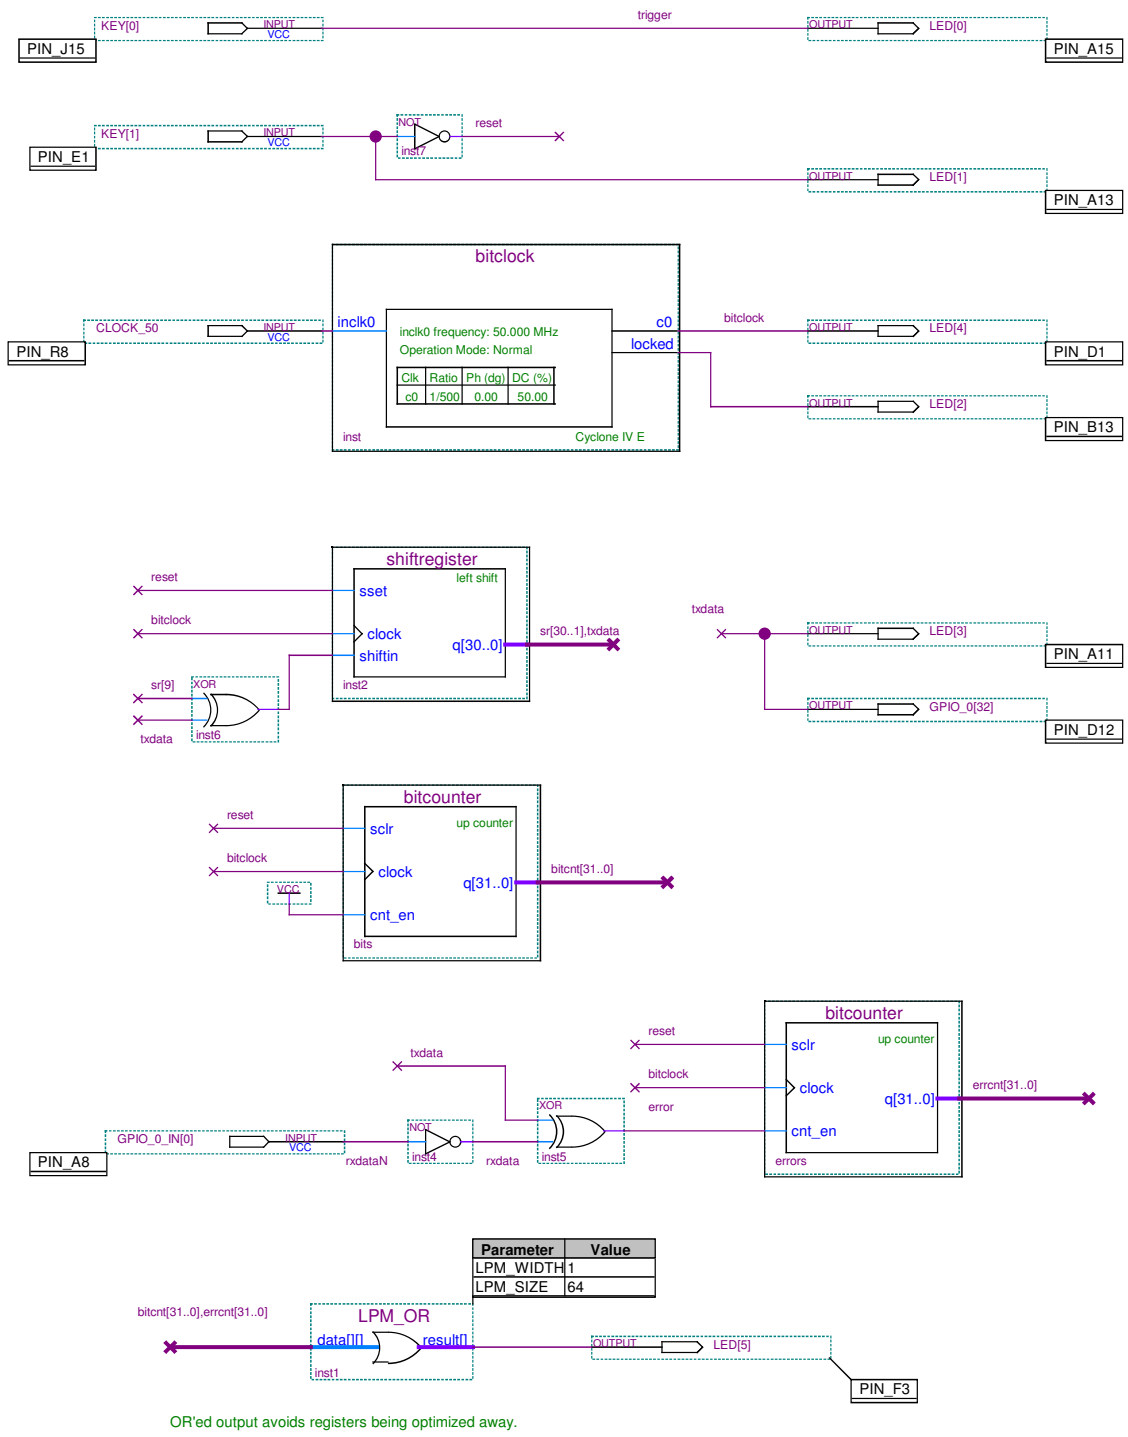 KEY[0]
INPUT
VCC
trigger
OUTPUT
LED[0]
PIN_J15
PIN_A15
KEY[1]
INPUT
VCC
NOT
inst7
reset
PIN_E1
OUTPUT
LED[1]
PIN_A13
bitclock
CLOCK_50
INPUT
VCC
PIN_R8
inclk0
inclk0 frequency: 50.000 MHz
Operation Mode: Normal
Clk Ratio Ph (dg) DC (%)
c0 1/500 0.00 50.00
inst
Cyclone IV E
c0
locked
bitclock
OUTPUT
LED[4]
PIN_D1
OUTPUT
LED[2]
PIN_B13
shiftregister
left shift
reset
sset
bitclock
clock
shiftin
q[30..0]
sr[30..1],txdata
inst2
sr[9]
XOR
txdata
inst6
txdata
OUTPUT
LED[3]
PIN_A11
OUTPUT
GPIO_0[32]
PIN_D12
bitcounter
up counter
reset
sclr
bitclock
clock
VCC
cnt_en
q[31..0]
bitcnt[31..0]
bits
bitcounter
up counter
reset
sclr
bitclock
clock
error
cnt_en
q[31..0]
errcnt[31..0]
errors
txdata
XOR
inst5
GPIO_0_IN[0]
INPUT
VCC
PIN_A8
rxdataN
NOT
inst4
rxdata
Parameter Value
LPM_WIDTH 1
LPM_SIZE 64
bitcnt[31..0],errcnt[31..0]
LPM_OR
data[][]
result[]
inst1
OUTPUT
LED[5]
PIN_F3
OR'ed output avoids registers being optimized away.